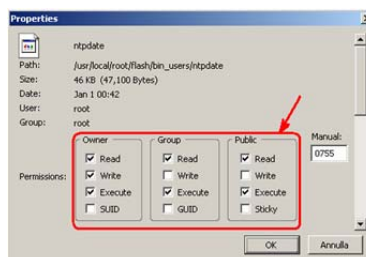 Properties
ntpdate
Path: /usr/local/root/flash/bin_users/ntpdate
Size: 46 KB (47,100 Bytes)
Date: Jan 1 00:42
User: root
Group: root
Owner Group Public Manual:
Read Read Read 0755
Write Write Write
Permissions: Execute Execute Execute
SUID GUID Sticky
OK Annulla